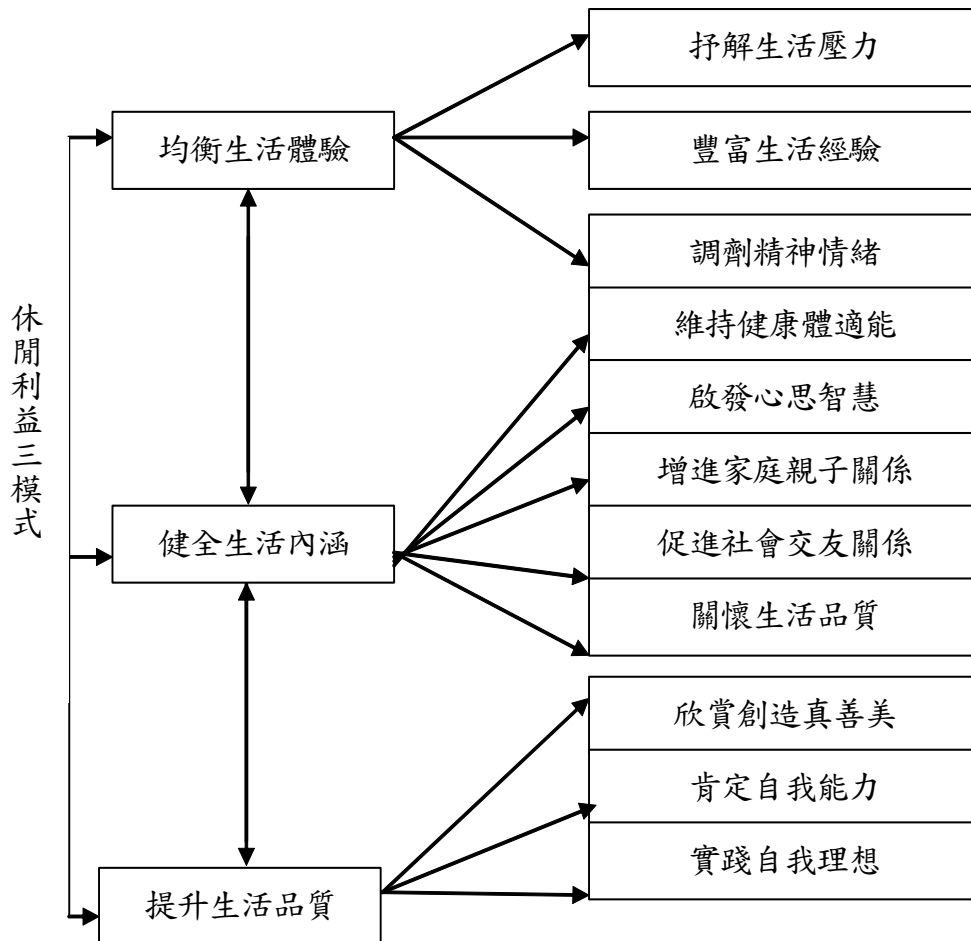 休閒利益三模式
均衡生活體驗
抒解生活壓力
豐富生活經驗
調劑精神情緒
健全生活內涵
維持健康體適能
啟發心思智慧
增進家庭親子關係
促進社會交友關係
關懷生活品質
提升生活品質
欣賞創造真善美
肯定自我能力
實踐自我理想